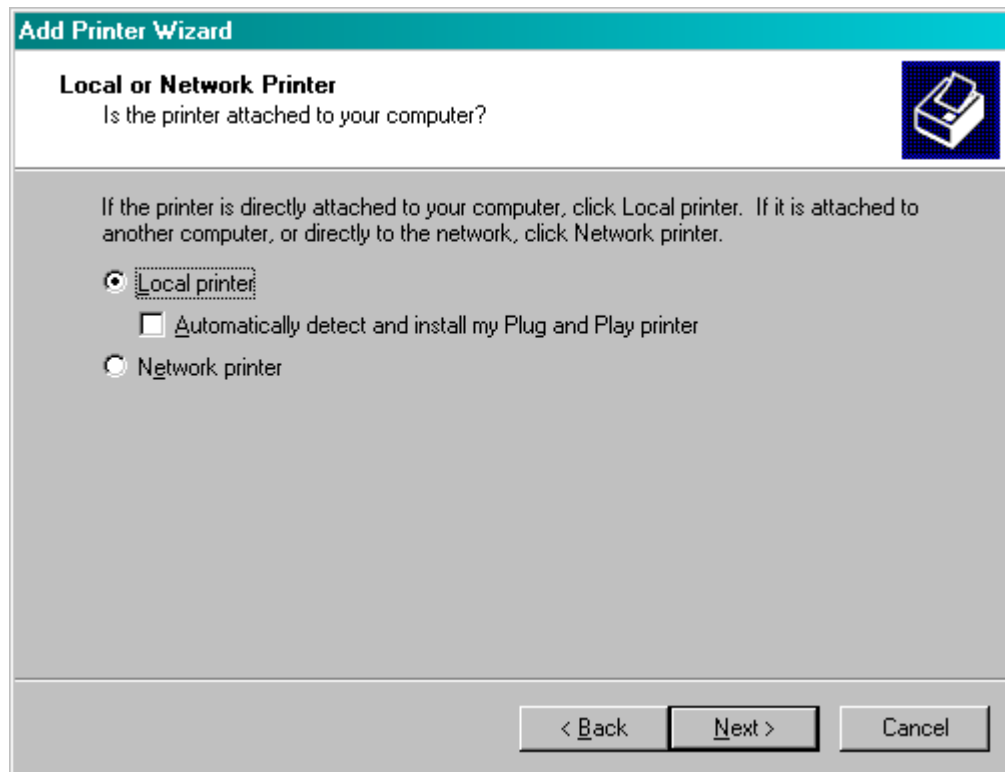 Add Printer Wizard
Local or Network Printer
Is the printer attached to your computer?
If the printer is directly attached to your computer, click Local printer.  If it is attached to
another computer, or directly to the network, click Network printer.
Local printer
Automatically detect and install my Plug and Play printer
Network printer
< Back
Next >
Cancel